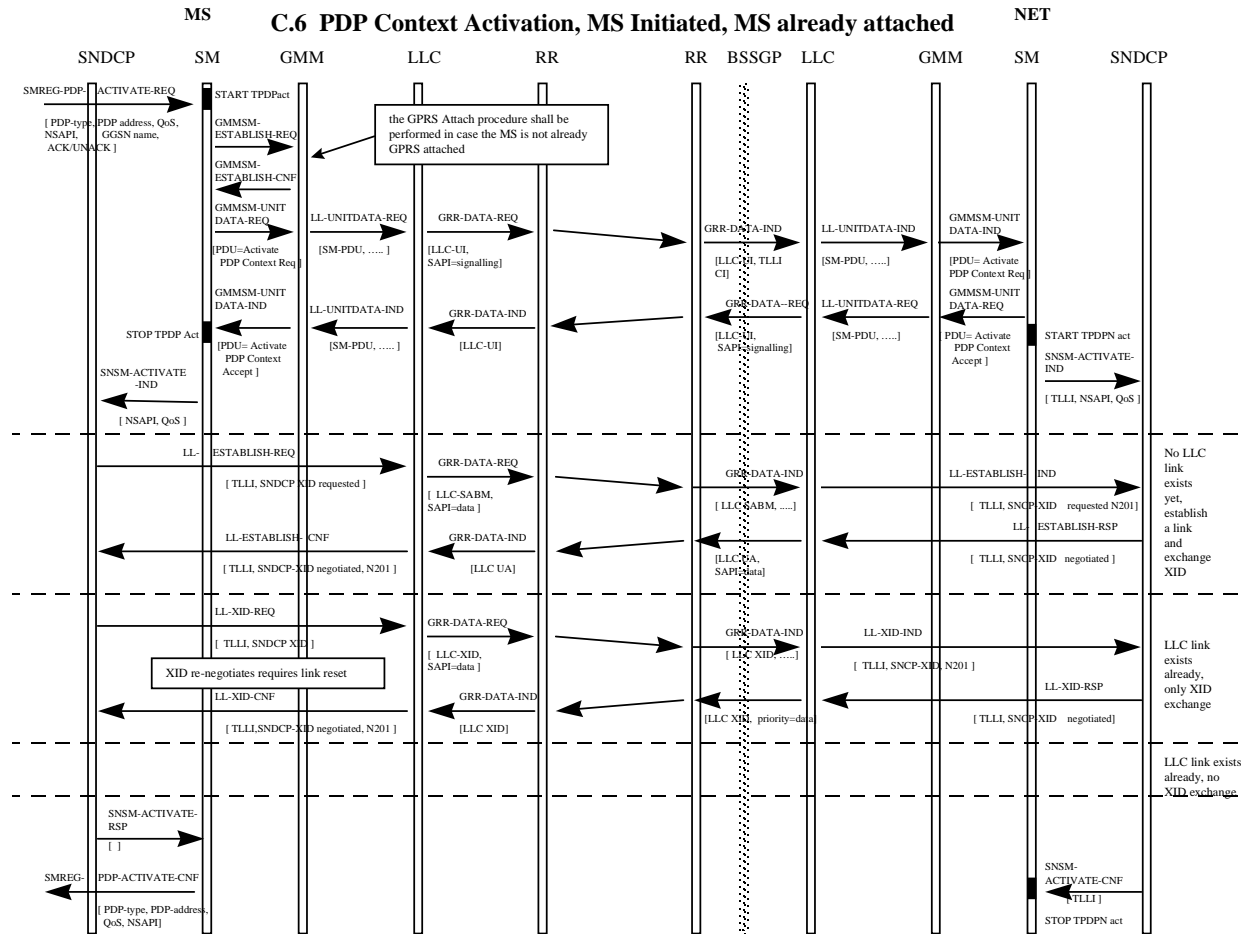 MS
C.6 PDP Context Activation, MS Initiated, MS already attached
NET
SNDCP SM GMM LLC RR RR BSSGP LLC GMM SM SNDCP
SMREG-PDP- ACTIVATE-REQ
START TPDPact
[ PDP-type, PDP address, QoS,
NSAPI, GGSN name,
ACK/UNACK ]
GMMSM-
ESTABLISH-REQ
the GPRS Attach procedure shall be
performed in case the MS is not already
GPRS attached
GMMSM-
ESTABLISH-CNF
GMMSM-UNIT
DATA-REQ
[PDU=Activate
PDP Context Req ]
LL-UNITDATA-REQ
[SM-PDU, ..... ]
GRR-DATA-REQ
[LLC-UI,
SAPI=signalling]
GRR-DATA-IND
[LLC-UI, TLLI
CI]
LL-UNITDATA-IND
[SM-PDU, .....]
GMMSM-UNIT
DATA-IND
[PDU= Activate
PDP Context Req ]
GMMSM-UNIT
DATA-IND
STOP TPDP Act
[PDU= Activate
PDP Context
Accept ]
LL-UNITDATA-IND
[SM-PDU, ..... ]
GRR-DATA-IND
[LLC-UI]
GRR-DATA--REQ
[LLC-UI,
SAPI=signalling]
LL-UNITDATA-REQ
[SM-PDU, .....]
GMMSM-UNIT
DATA-REQ
[ PDU= Activate
PDP Context
Accept ]
START TPDPN act
SNSM-ACTIVATE-
IND
[ TLLI, NSAPI, QoS ]
SNSM-ACTIVATE
-IND
[ NSAPI, QoS ]
LL- ESTABLISH-REQ
[ TLLI, SNDCP XID requested ]
GRR-DATA-REQ
[ LLC-SABM,
SAPI=data ]
GRR-DATA-IND
[ LLC SABM, .....]
LL-ESTABLISH- IND
[ TLLI, SNCP-XID requested N201]
No LLC
link
exists
yet,
establish
a link
and
exchange
XID
LL- ESTABLISH-RSP
[ TLLI, SNCP-XID negotiated ]
[LLC UA,
SAPI=data]
GRR-DATA-IND
[LLC UA]
LL-ESTABLISH- CNF
[ TLLI, SNDCP-XID negotiated, N201 ]
LL-XID-REQ
[ TLLI, SNDCP XID ]
GRR-DATA-REQ
[ LLC-XID,
SAPI=data ]
GRR-DATA-IND
[ LLC XID, .....]
LL-XID-IND
[ TLLI, SNCP-XID, N201 ]
LLC link
exists
already,
only XID
exchange
XID re-negotiates requires link reset
LL-XID-RSP
[ TLLI, SNCP-XID negotiated]
[LLC XID, priority=data]
GRR-DATA-IND
[LLC XID]
LL-XID-CNF
[ TLLI,SNDCP-XID negotiated, N201 ]
LLC link exists
already, no
XID exchange
SNSM-ACTIVATE-
RSP
[ ]
SMREG- PDP-ACTIVATE-CNF
[ PDP-type, PDP-address,
QoS, NSAPI]
SNSM-
ACTIVATE-CNF
[ TLLI ]
STOP TPDPN act